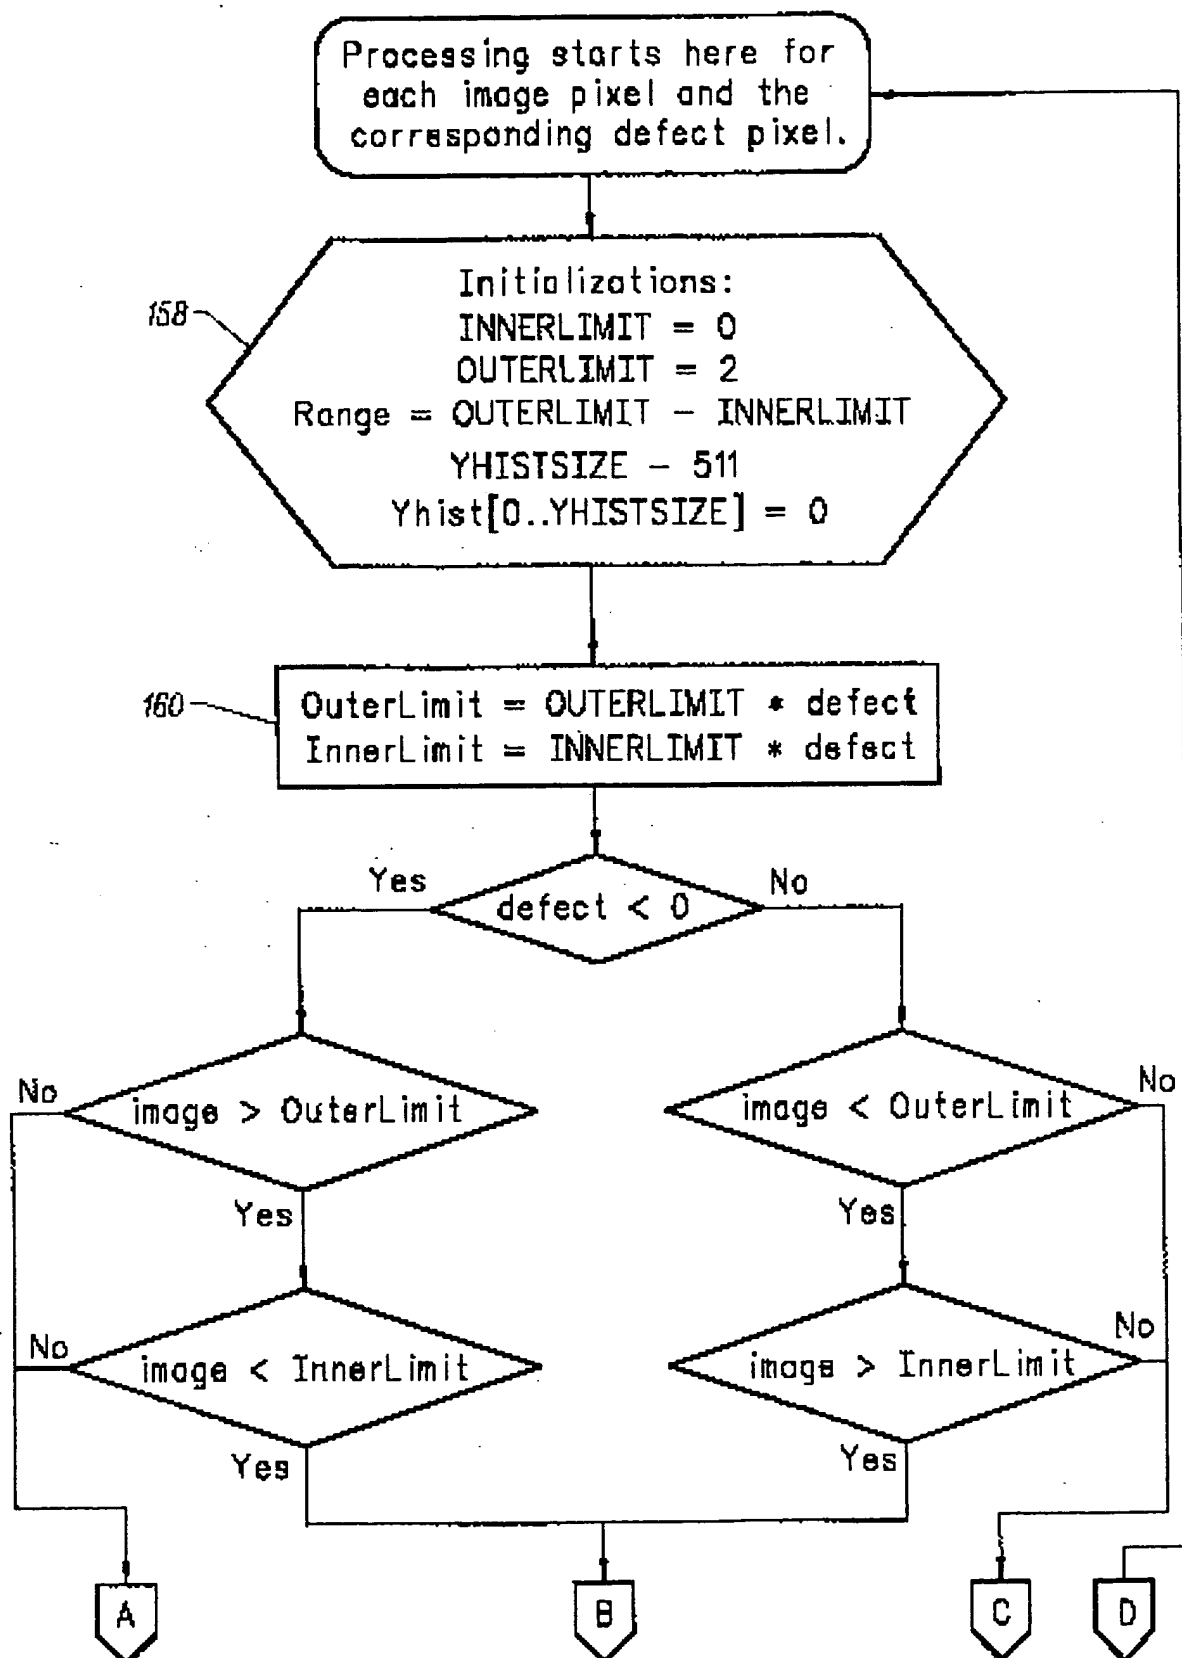 Processing starts here for
each image pixel and the
corresponding defect pixel.
158
Initializations:
INNERLIMIT = 0
OUTERLIMIT = 2
Range = OUTERLIMIT - INNERLIMIT
YHISTSIZE - 511
Yhist[0..YHISTSIZE] = 0
160
OuterLimit = OUTERLIMIT * defect
InnerLimit = INNERLIMIT * defect
Yes
No
defect < 0
No
image > OuterLimit
image < OuterLimit
No
Yes
Yes
No
image < InnerLimit
image > InnerLimit
No
Yes
Yes
A
B
C
D